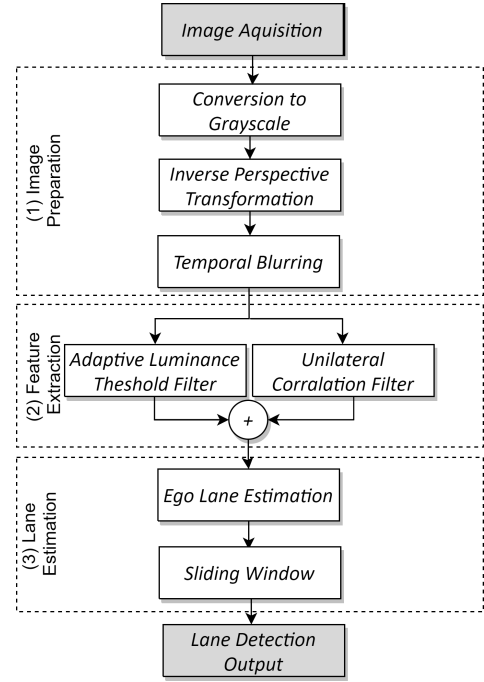 Image Aquisition
(1) Image
Preparation
Conversion to
Grayscale
Inverse Perspective
Transformation
Temporal Blurring
(2) Feature
Extraction
Adaptive Luminance
Theshold Filter
Unilateral
Corralation Filter
+
(3) Lane
Estimation
Ego Lane Estimation
Sliding Window
Lane Detection
Output